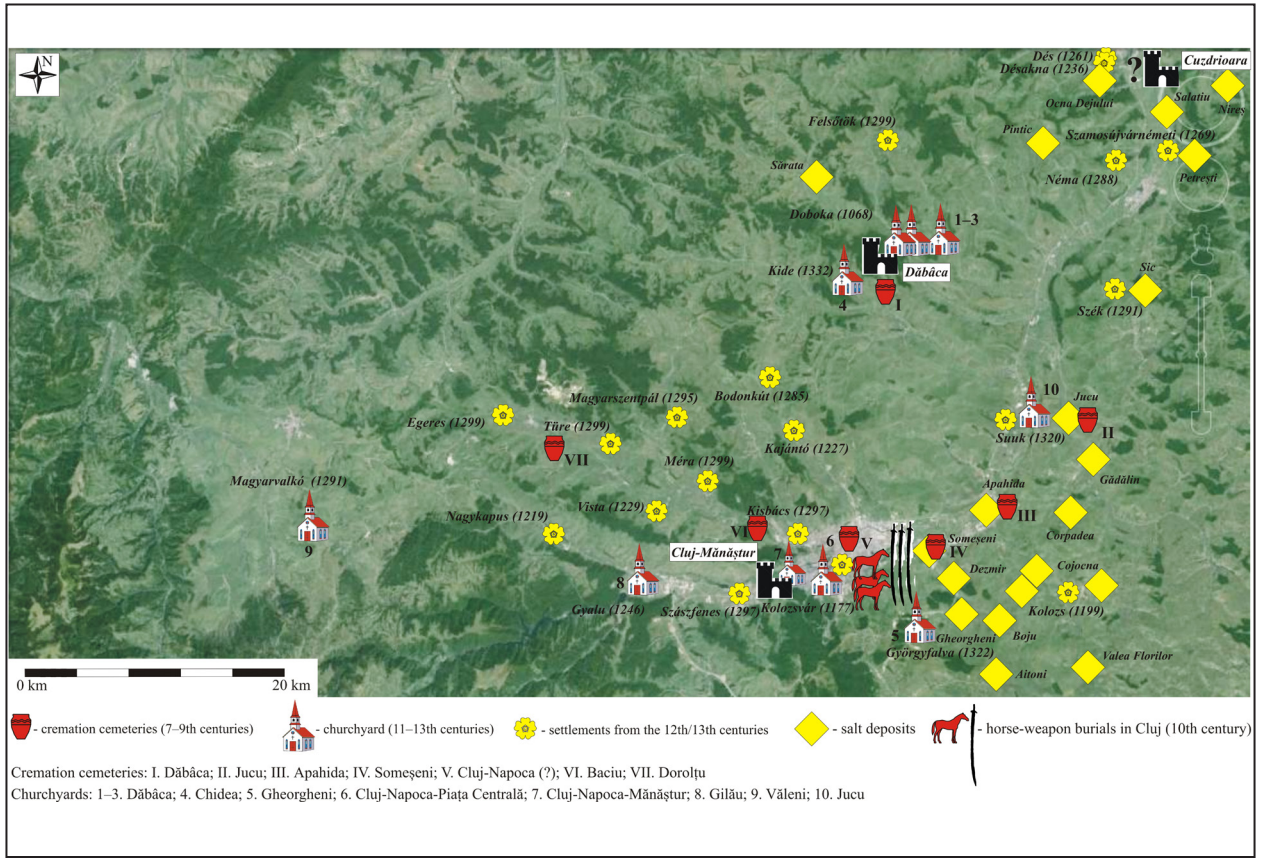 N
Dés (1261)
Désakna (1236)
?
Cuzdrioara
Ocna Dejului
Salatiu
Nireș
Felsőtök (1299)
Pintic
Szamosújvárnémeti (1269)
Sărata
Néma (1288)
Petrești
Doboka (1068)
1–3
Kide (1332)
Dăbâca
4
I
Sic
Szék (1291)
Bodonkút (1285)
10
Magyarszentpál (1295)
Jucu
Egeres (1299)
Türe (1299)
Suuk (1320)
II
Kajántó (1227)
VII
Méra (1299)
Gădălin
Magyarvalkó (1291)
Apahida
Vista (1229)
Kisbács (1297)
Nagykapus (1219)
III
VI
Corpadea
6
V
Someșeni
9
Cluj-Mănăștur
7
IV
Dezmir
Cojocna
8
Gyalu (1246)
Szászfenes (1297)
Kolozsvár (1177)
Kolozs (1199)
5
Gheorgheni
Boju
Györgyfalva (1322)
Valea Florilor
Aitoni
0 km
20 km
- cremation cemeteries (7–9th centuries)
- churchyard (11–13th centuries)
- settlements from the 12th/13th centuries
- salt deposits
- horse-weapon burials in Cluj (10th century)
Cremation cemeteries: I. Dăbâca; II. Jucu; III. Apahida; IV. Someșeni; V. Cluj-Napoca (?); VI. Baciu; VII. Dorolțu
Churchyards: 1–3. Dăbâca; 4. Chidea; 5. Gheorgheni; 6. Cluj-Napoca-Piața Centrală; 7. Cluj-Napoca-Mănăștur; 8. Gilău; 9. Văleni; 10. Jucu